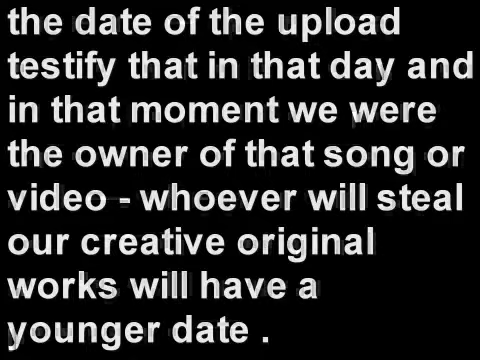 the date of the upload
testify that in that day and
in that moment we were
the owner of that song or
video - whoever will steal
our creative original
works will have a
younger date .